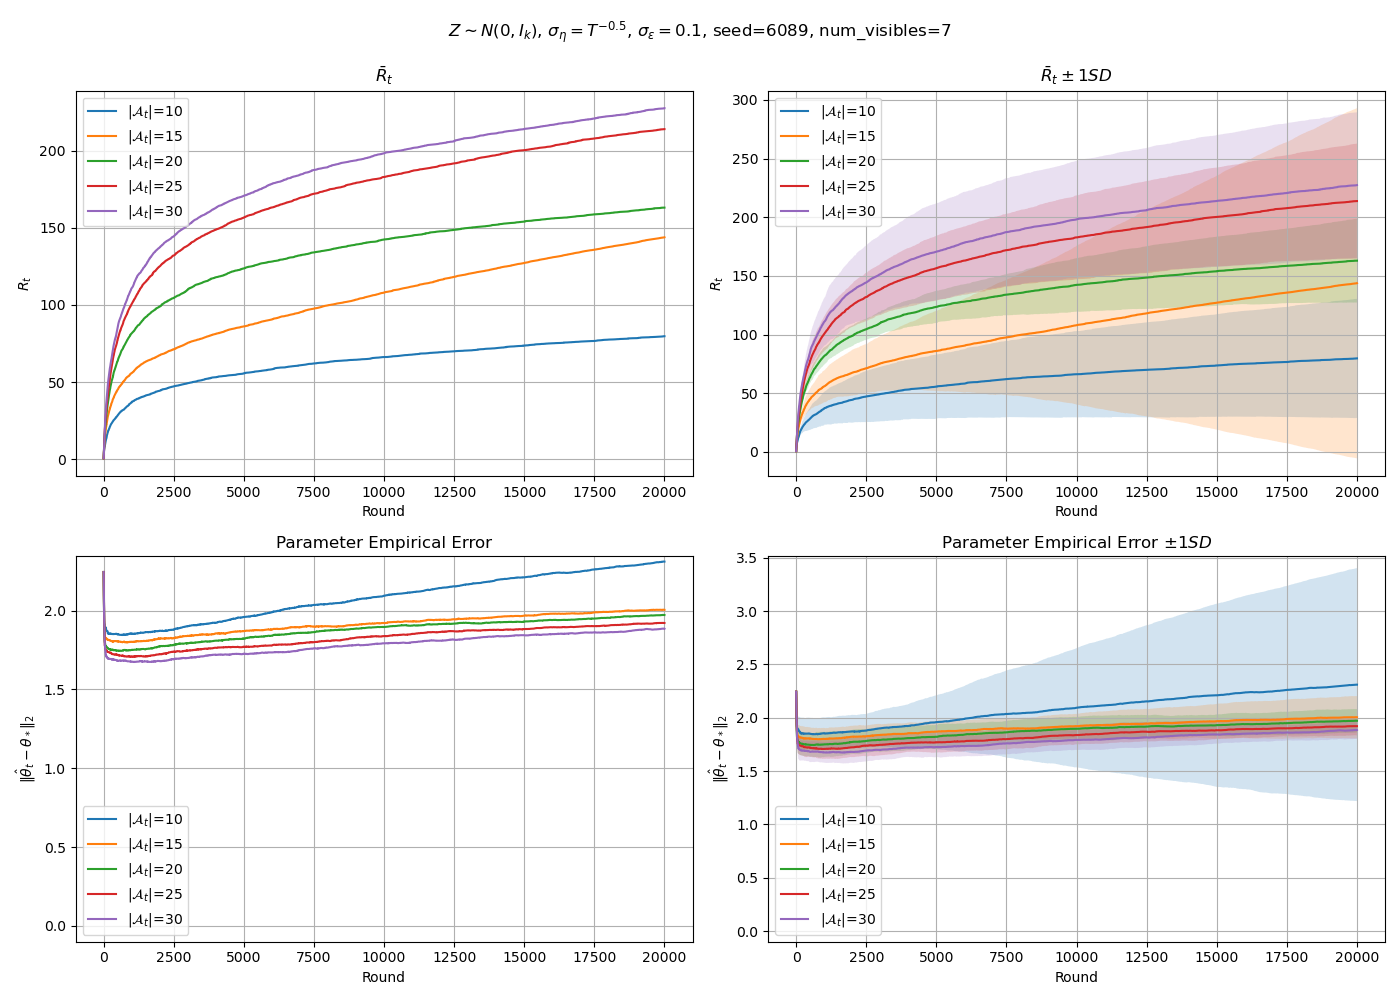 Z ∼ N(0, I_k), σ_η = T^{−0.5}, σ_ε = 0.1, seed=6089, num_visibles=7
R̄_t
R_t
200
150
100
50
0
|𝒜_t|=10
|𝒜_t|=15
|𝒜_t|=20
|𝒜_t|=25
|𝒜_t|=30
0 2500 5000 7500 10000 12500 15000 17500 20000
Round
R̄_t ± 1SD
R_t
300
250
200
150
100
50
0
|𝒜_t|=10
|𝒜_t|=15
|𝒜_t|=20
|𝒜_t|=25
|𝒜_t|=30
0 2500 5000 7500 10000 12500 15000 17500 20000
Round
Parameter Empirical Error
‖θ̂_t − θ_*‖_2
2.0
1.5
1.0
0.5
0.0
|𝒜_t|=10
|𝒜_t|=15
|𝒜_t|=20
|𝒜_t|=25
|𝒜_t|=30
0 2500 5000 7500 10000 12500 15000 17500 20000
Round
Parameter Empirical Error ±1SD
‖θ̂_t − θ_*‖_2
3.5
3.0
2.5
2.0
1.5
1.0
0.5
0.0
|𝒜_t|=10
|𝒜_t|=15
|𝒜_t|=20
|𝒜_t|=25
|𝒜_t|=30
0 2500 5000 7500 10000 12500 15000 17500 20000
Round